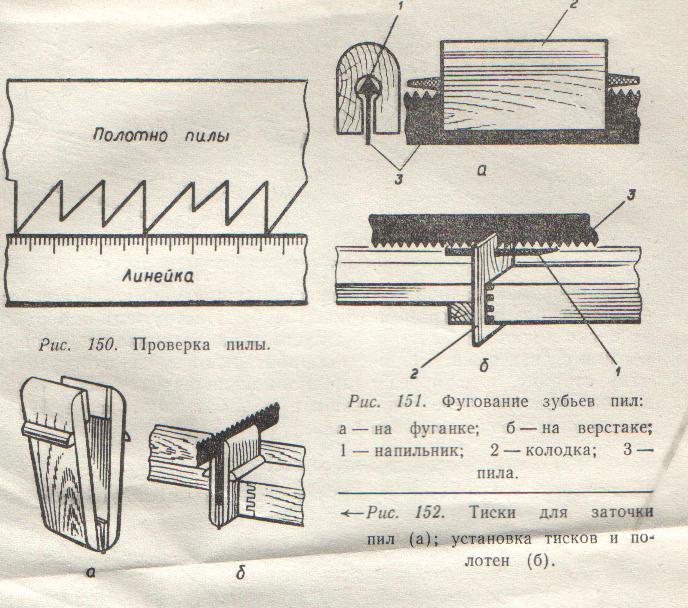 1
2
3
а
Полотно пилы
Линейка
Рис. 150. Проверка пилы.
3
2
б
1
Рис. 151. Фугование зубьев пил:
а — на фуганке; б — на верстаке;
1 — напильник; 2 — колодка; 3 —
пила.
←Рис. 152. Тиски для заточки
пил (а); установка тисков и по-
лотен (б).
а
б